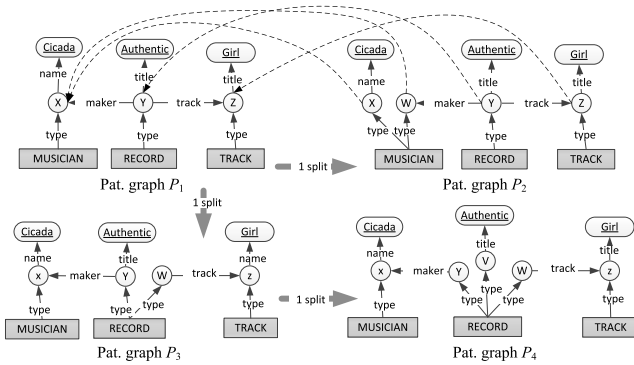 Cicada Authentic Girl Cicada Authentic Girl
name title title name title title
X maker Y track Z X W maker Y track Z
type type type type type type type
MUSICIAN RECORD TRACK 1 split MUSICIAN RECORD TRACK
Pat. graph P1 Pat. graph P2
1 split
Cicada Authentic Girl Cicada Authentic Girl
name title name name title title
x maker Y W track z x maker Y V W track z
type type type type 1 split type type type type type
MUSICIAN RECORD TRACK MUSICIAN RECORD TRACK
Pat. graph P3 Pat. graph P4